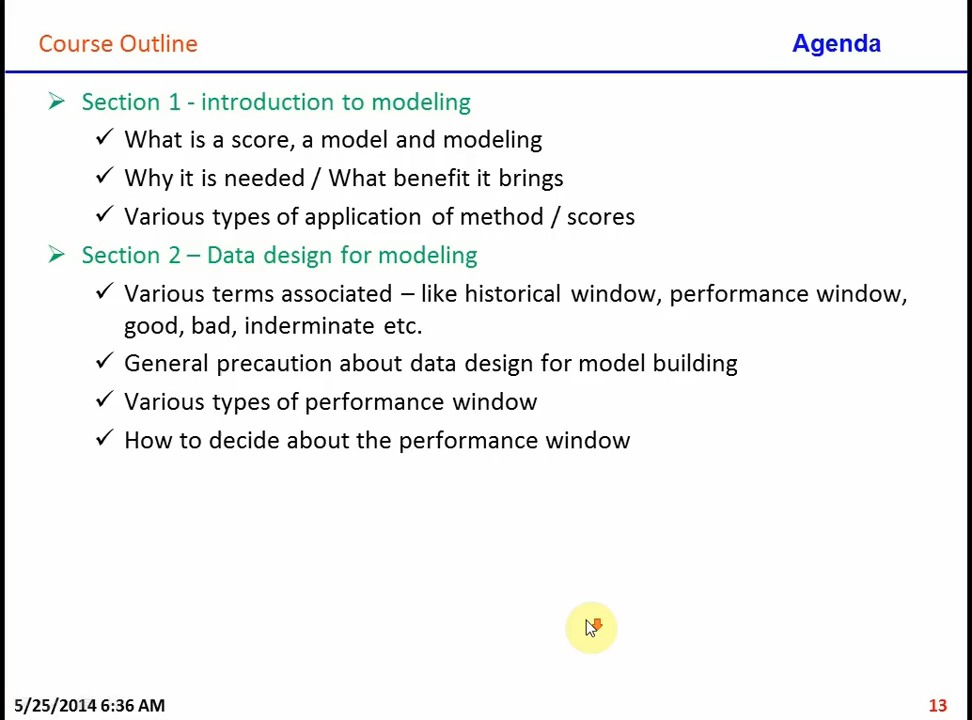 Course Outline
Agenda
Section 1 - introduction to modeling
What is a score, a model and modeling
Why it is needed / What benefit it brings
Various types of application of method / scores
Section 2 – Data design for modeling
Various terms associated – like historical window, performance window,
good, bad, inderminate etc.
General precaution about data design for model building
Various types of performance window
How to decide about the performance window
5/25/2014 6:36 AM
13